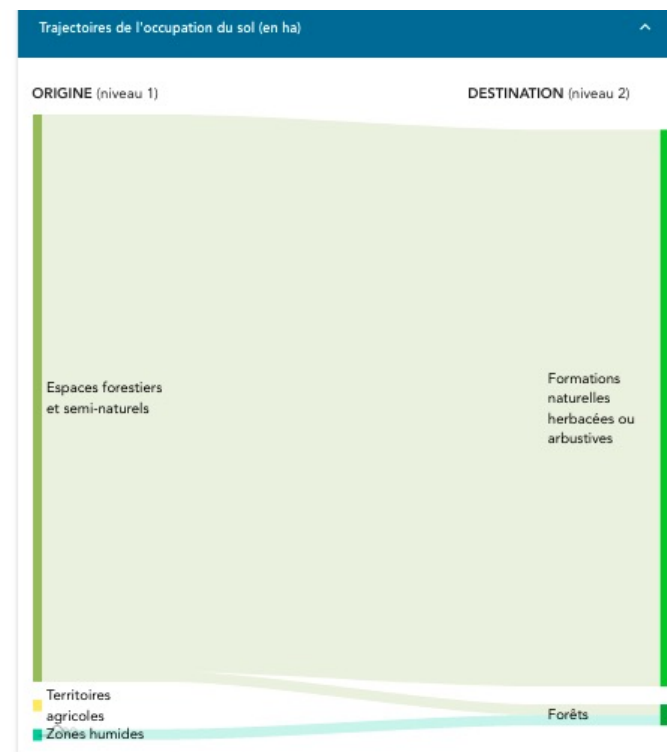 Trajectoires de l'occupation du sol (en ha)
ORIGINE (niveau 1)
DESTINATION (niveau 2)
Espaces forestiers
et semi-naturels
Formations
naturelles
herbacées ou
arbustives
Territoires
agricoles
Zones humides
Forêts